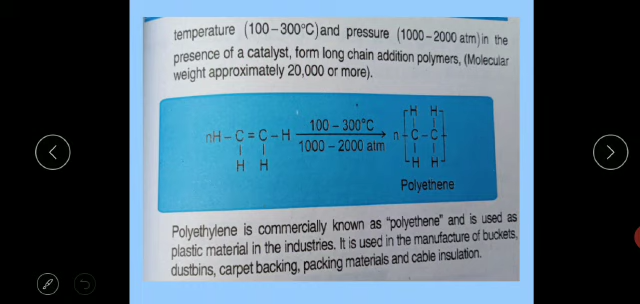 temperature (100-300°C) and pressure (1000-2000 atm) in the
presence of a catalyst, form long chain addition polymers, (Molecular
weight approximately 20,000 or more).
H H
nH-C=C-H 100-300°C n C-C
1000-2000 atm
H H H H
Polyethene
Polyethylene is commercially known as "polyethene" and is used as
plastic material in the industries. It is used in the manufacture of buckets,
dustbins, carpet backing, packing materials and cable insulation.